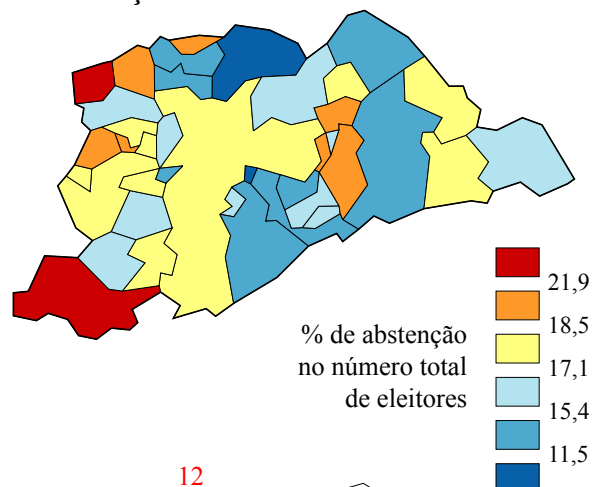 21,9
18,5
% de abstenção
no número total
de eleitores
17,1
15,4
11,5
12